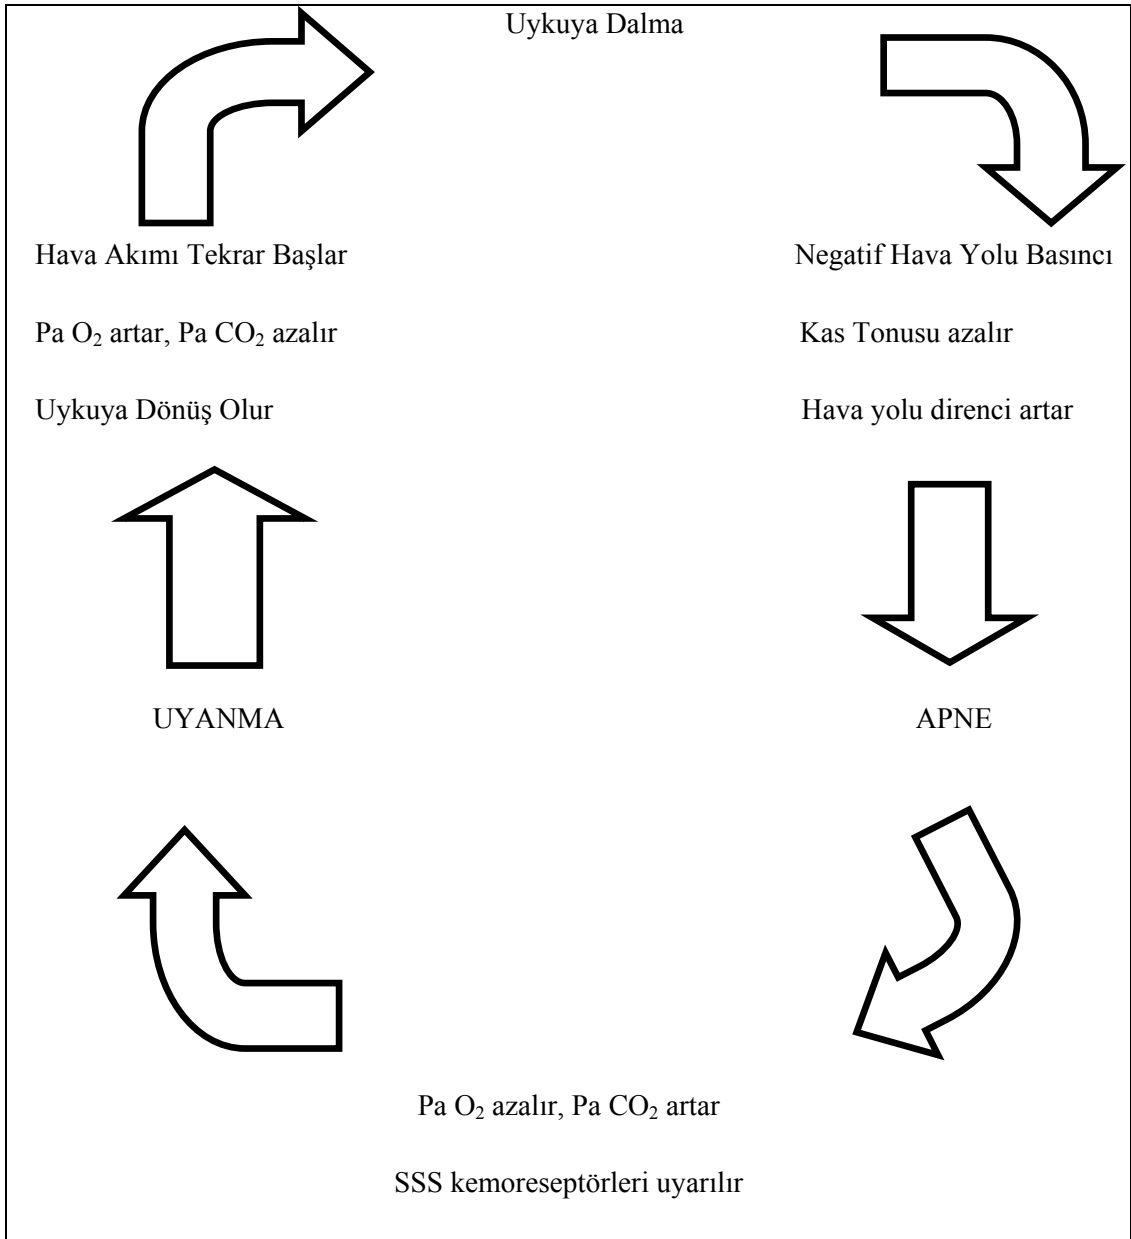 Uykuya Dalma
Hava Akımı Tekrar Başlar
Negatif Hava Yolu Basıncı
Pa O₂ artar, Pa CO₂ azalır
Kas Tonusu azalır
Uykuya Dönüş Olur
Hava yolu direnci artar
UYANMA
APNE
Pa O₂ azalır, Pa CO₂ artar
SSS kemoreseptörleri uyarılır